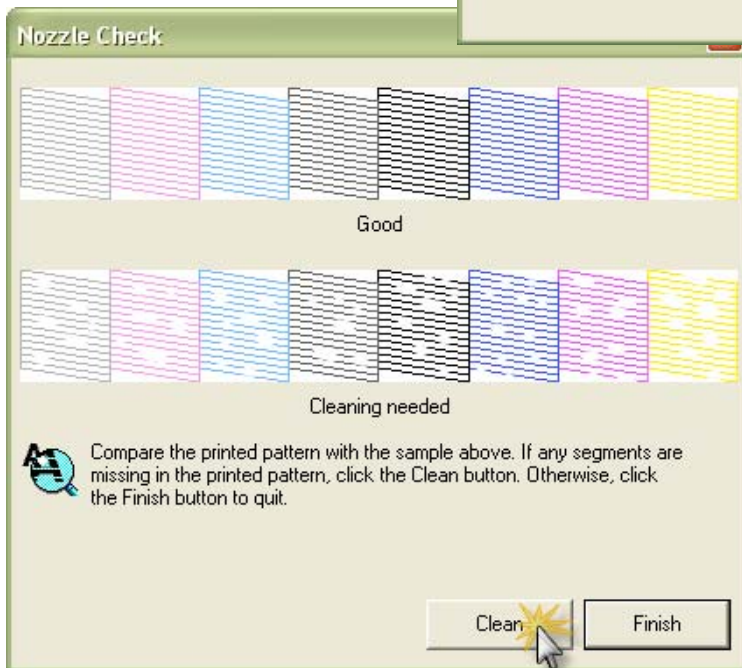 Nozzle Check
Good
Cleaning needed
Compare the printed pattern with the sample above. If any segments are
missing in the printed pattern, click the Clean button. Otherwise, click
the Finish button to quit.
Clean
Finish